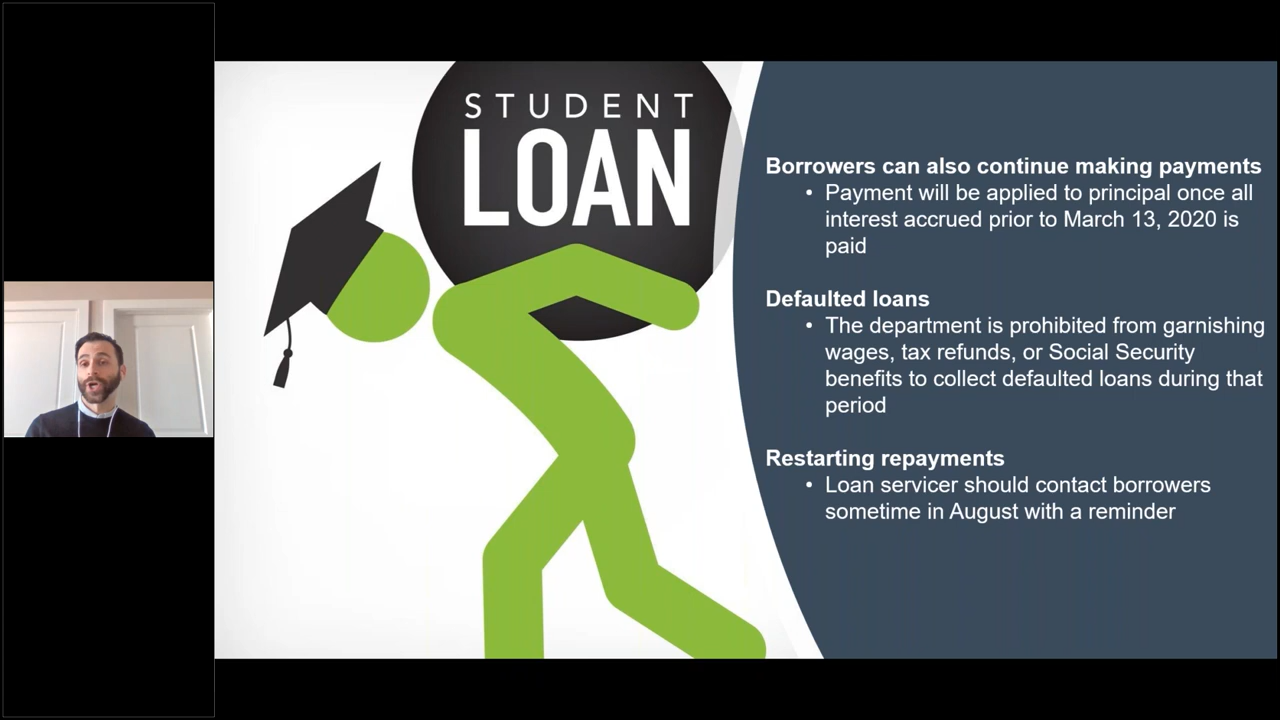 STUDENT
LOAN
Borrowers can also continue making payments
• Payment will be applied to principal once all
interest accrued prior to March 13, 2020 is
paid
Defaulted loans
• The department is prohibited from garnishing
wages, tax refunds, or Social Security
benefits to collect defaulted loans during that
period
Restarting repayments
• Loan servicer should contact borrowers
sometime in August with a reminder